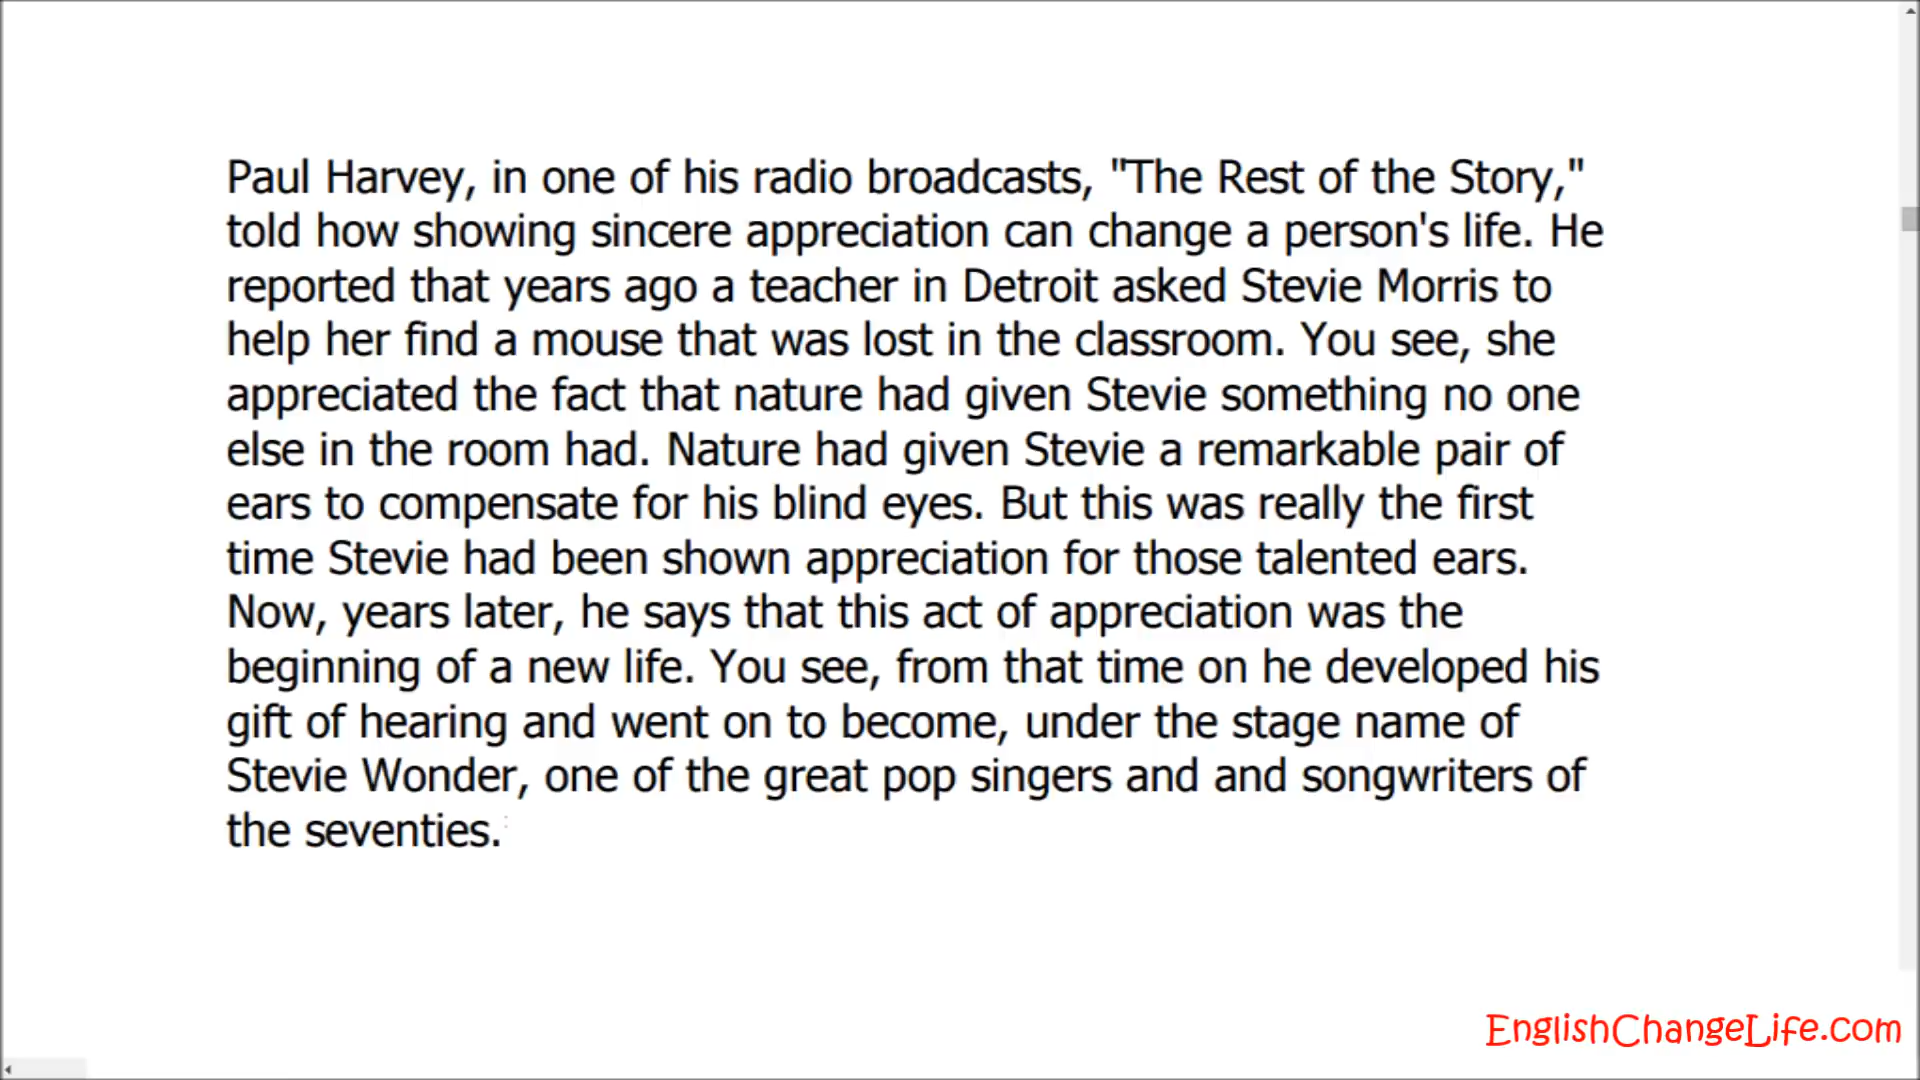 Paul Harvey, in one of his radio broadcasts, "The Rest of the Story,"
told how showing sincere appreciation can change a person's life. He
reported that years ago a teacher in Detroit asked Stevie Morris to
help her find a mouse that was lost in the classroom. You see, she
appreciated the fact that nature had given Stevie something no one
else in the room had. Nature had given Stevie a remarkable pair of
ears to compensate for his blind eyes. But this was really the first
time Stevie had been shown appreciation for those talented ears.
Now, years later, he says that this act of appreciation was the
beginning of a new life. You see, from that time on he developed his
gift of hearing and went on to become, under the stage name of
Stevie Wonder, one of the great pop singers and and songwriters of
the seventies.
EnglishChangeLife.com